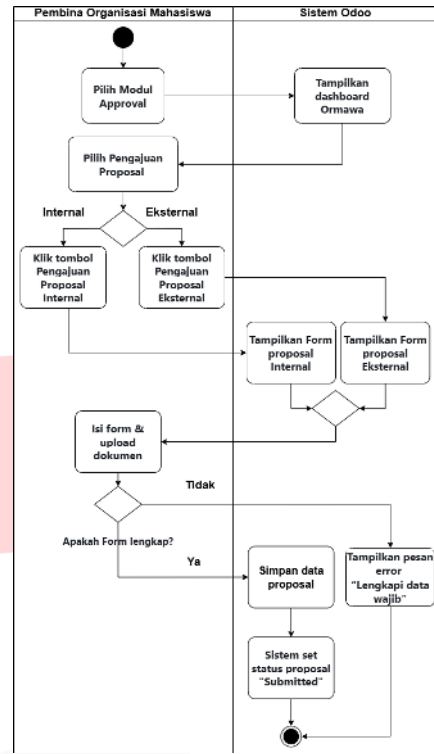 Pembina Organisasi Mahasiswa
Sistem Odoo
Pilih Modul
Approval
Tampilkan
dashboard
Ormawa
Pilih Pengajuan
Proposal
Internal
Eksternal
Klik tombol
Pengajuan
Proposal
Internal
Klik tombol
Pengajuan
Proposal
Eksternal
Tampilkan Form
proposal
Internal
Tampilkan Form
proposal
Eksternal
Isi form &
upload
dokumen
Tidak
Apakah Form lengkap?
Ya
Simpan data
proposal
Tampilkan pesan
error
"Lengkapi data
wajib"
Sistem set
status proposal
"Submitted"